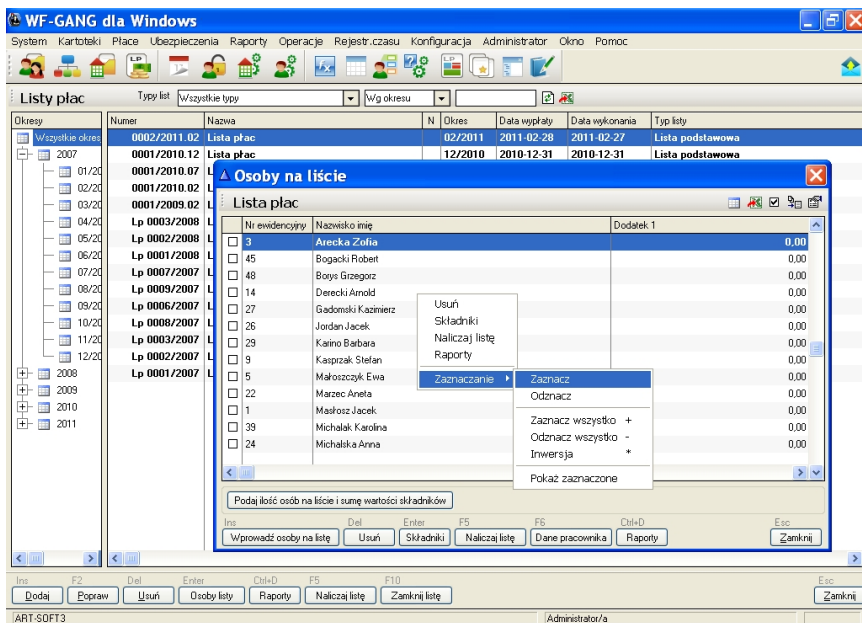 WF-GANG dla Windows
System Kartoteki Płace Ubezpieczenia Raporty Operacje Rejestr.czasu Konfiguracja Administrator Okno Pomoc
Listy płac Typy list Wszystkie typy Wg okresu
Okresy Numer Nazwa N Okres Data wypłaty Data wykonania Typ listy
Wszystkie okres 0002/2011.02 Lista płac 02/2011 2011-02-28 2011-02-27 Lista podstawowa
2007 0001/2010.12 Lista płac 12/2010 2010-12-31 2010-12-31 Lista podstawowa
01/20 0001/2010.07 L
02/20 0001/2010.02 L
03/20 0001/2009.02 L
04/20 Lp 0003/2008 L
05/20 Lp 0002/2008 L
06/20 Lp 0001/2008 L
07/20 Lp 0007/2007 L
08/20 Lp 0009/2007 L
09/20 Lp 0006/2007 L
10/20 Lp 0008/2007 L
11/20 Lp 0003/2007 L
12/20 Lp 0002/2007 L
2008 Lp 0001/2007 L
2009
2010
2011
Osoby na liście
Lista płac
Nr ewidencyjny Nazwisko imię Dodatek 1
3 Arecka Zofia 0,00
45 Bogacki Robert 0,00
48 Borys Grzegorz 0,00
14 Derecki Arnold 0,00
27 Gadomski Kazimierz 0,00
26 Jordan Jacek 0,00
29 Karino Barbara 0,00
9 Kasprzak Stefan 0,00
5 Małoszczyk Ewa 0,00
22 Marzec Aneta 0,00
1 Masłosz Jacek 0,00
39 Michalak Karolina 0,00
24 Michalska Anna 0,00
Usuń
Składniki
Naliczaj listę
Raporty
Zaznaczanie
Zaznacz
Odznacz
Zaznacz wszystko +
Odznacz wszystko -
Inwersja *
Pokaż zaznaczone
Podaj ilość osób na liście i sumę wartości składników
Ins Del Enter F5 F6 Ctrl+D Esc
Wprowadź osoby na listę Usuń Składniki Naliczaj listę Dane pracownika Raporty Zamknij
Ins F2 Del Enter Ctrl+D F5 F10 Esc
Dodaj Popraw Usuń Osoby listy Raporty Naliczaj listę Zamknij listę Zamknij
ART-SOFT3 Administrator/a